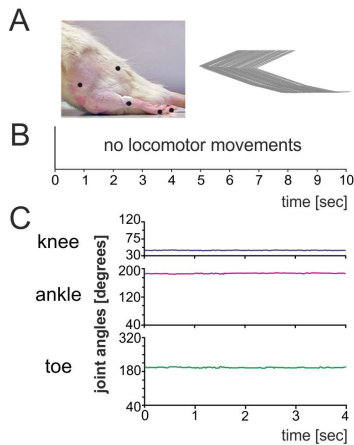 A
B
no locomotor movements
0 1 2 3 4 5 6 7 8 9 10
time [sec]
C
joint angles [degrees]
knee
120
75
30
ankle
200
120
40
toe
320
180
40
0 1 2 3 4
time [sec]